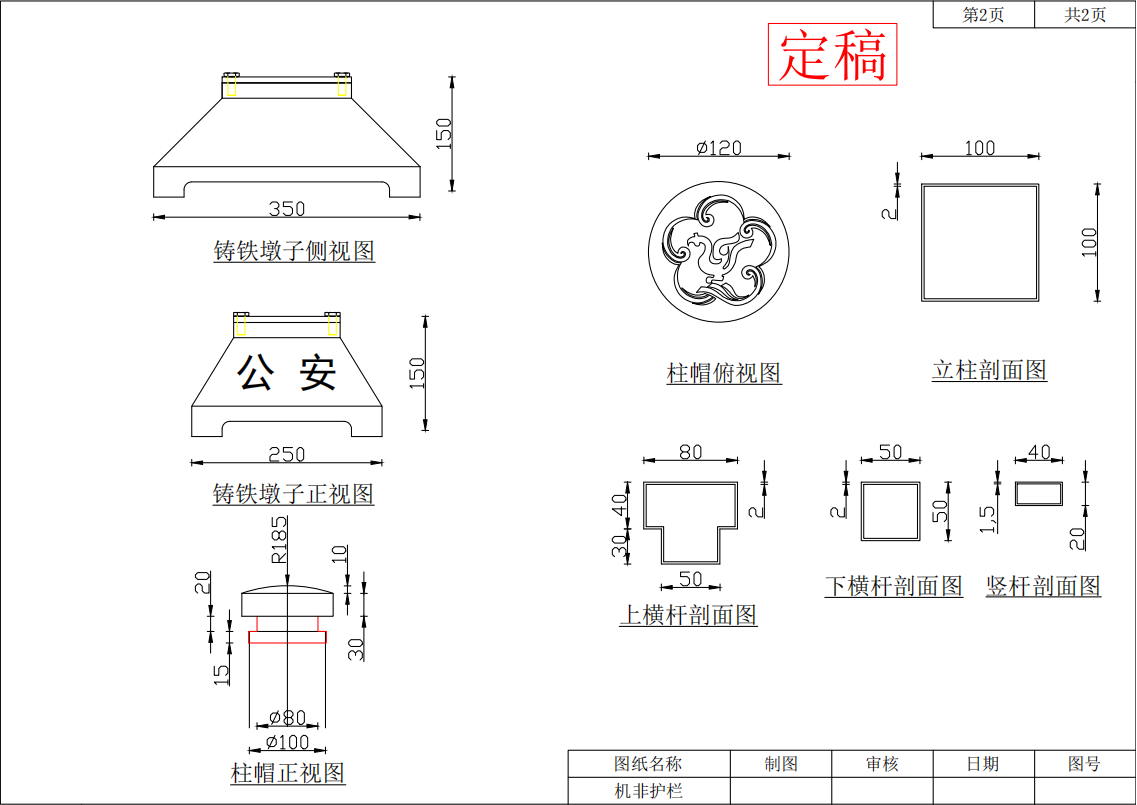 第2页 共2页
定稿
150
350
铸铁墩子侧视图
公 安
150
250
铸铁墩子正视图
R185
10
20
30
15
ø80
ø100
柱帽正视图
ø120
柱帽俯视图
100
2
100
立柱剖面图
80
40
2
30
50
上横杆剖面图
50
2
50
下横杆剖面图
40
1,5
20
竖杆剖面图
图纸名称 制图 审核 日期 图号
机非护栏